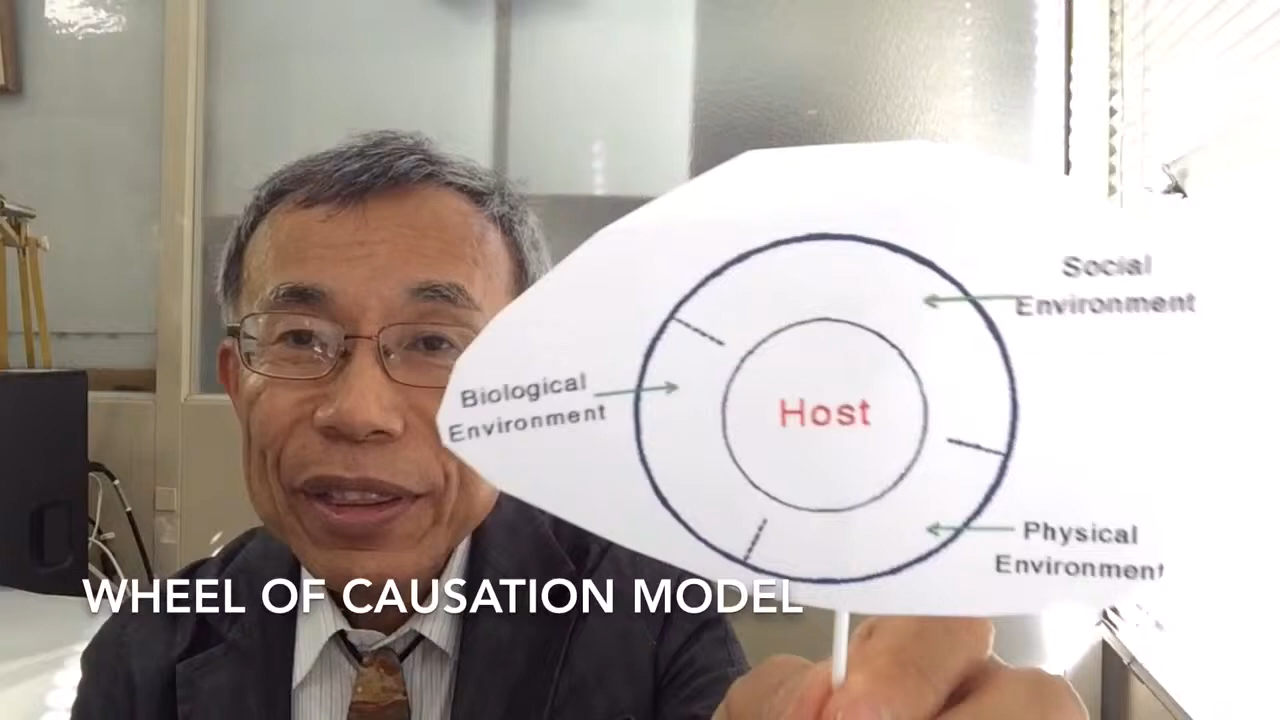 Social
Environment
Biological
Environment
Host
Physical
Environment
WHEEL OF CAUSATION MODEL